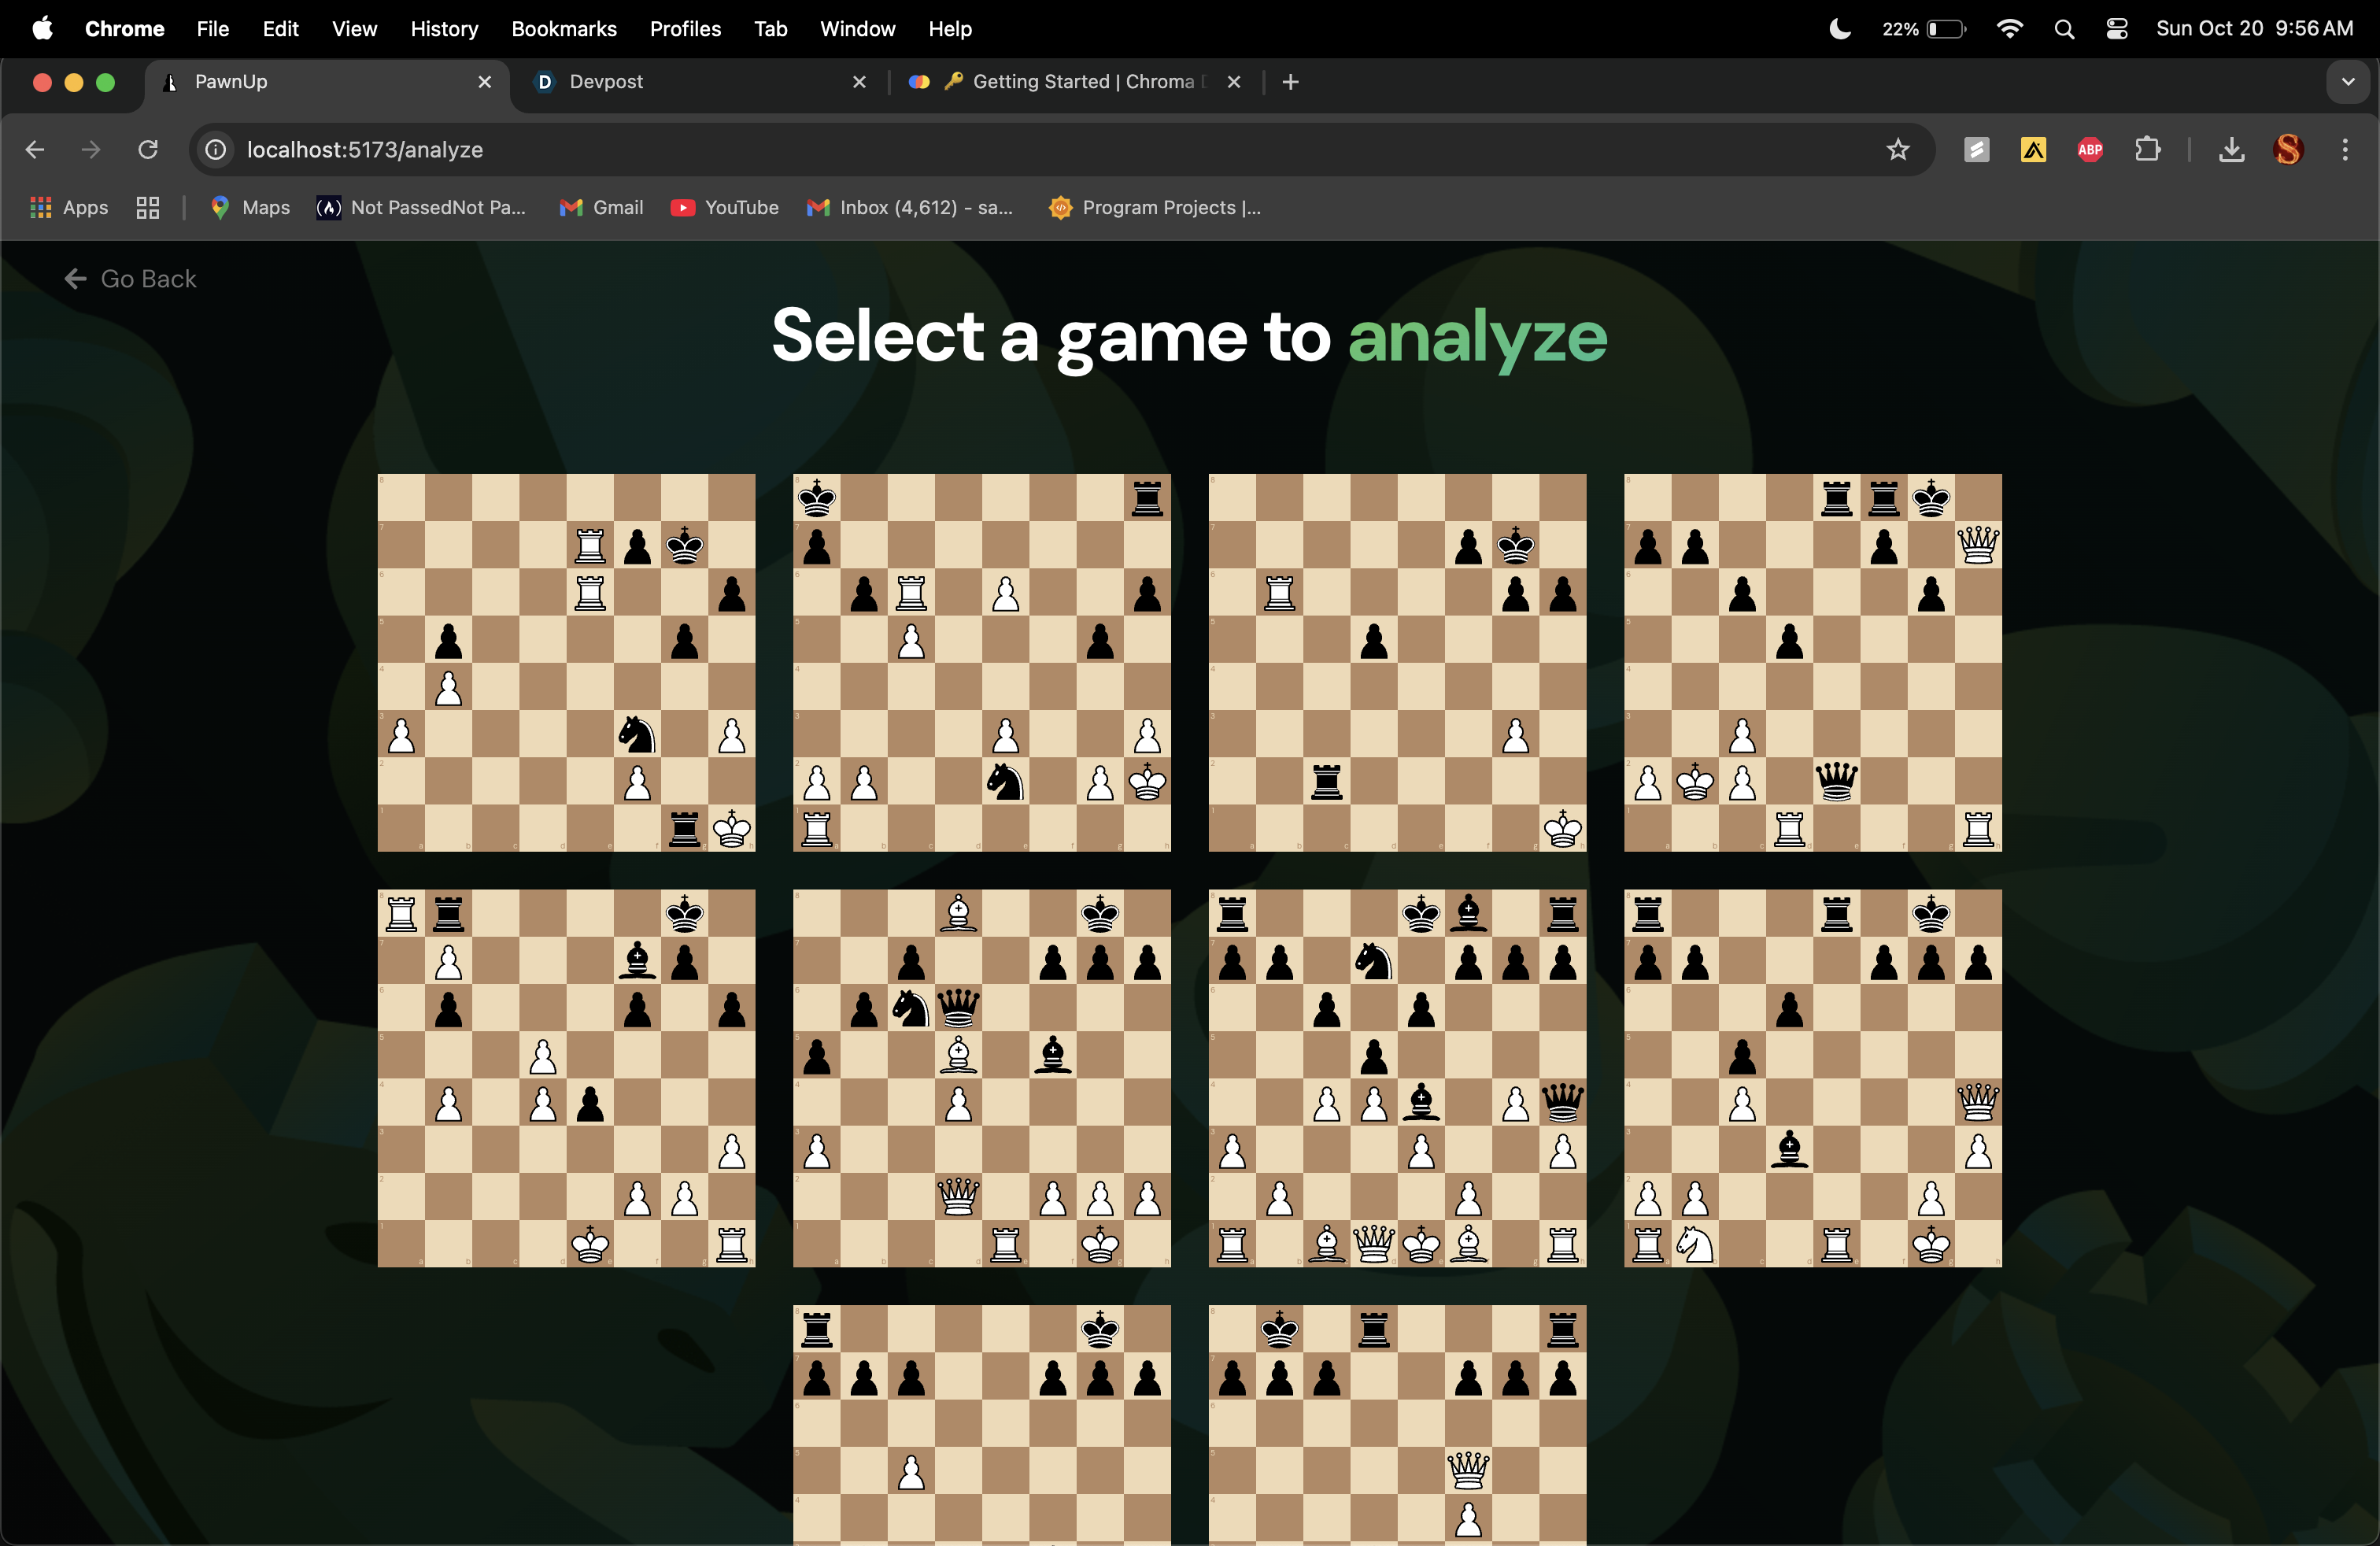 Chrome File Edit View History Bookmarks Profiles Tab Window Help 22% Sun Oct 20 9:56 AM
PawnUp Devpost Getting Started | Chroma
localhost:5173/analyze ABP
Apps Maps Not PassedNot Pa... Gmail YouTube Inbox (4,612) - sa... Program Projects |...
Go Back
Select a game to analyze